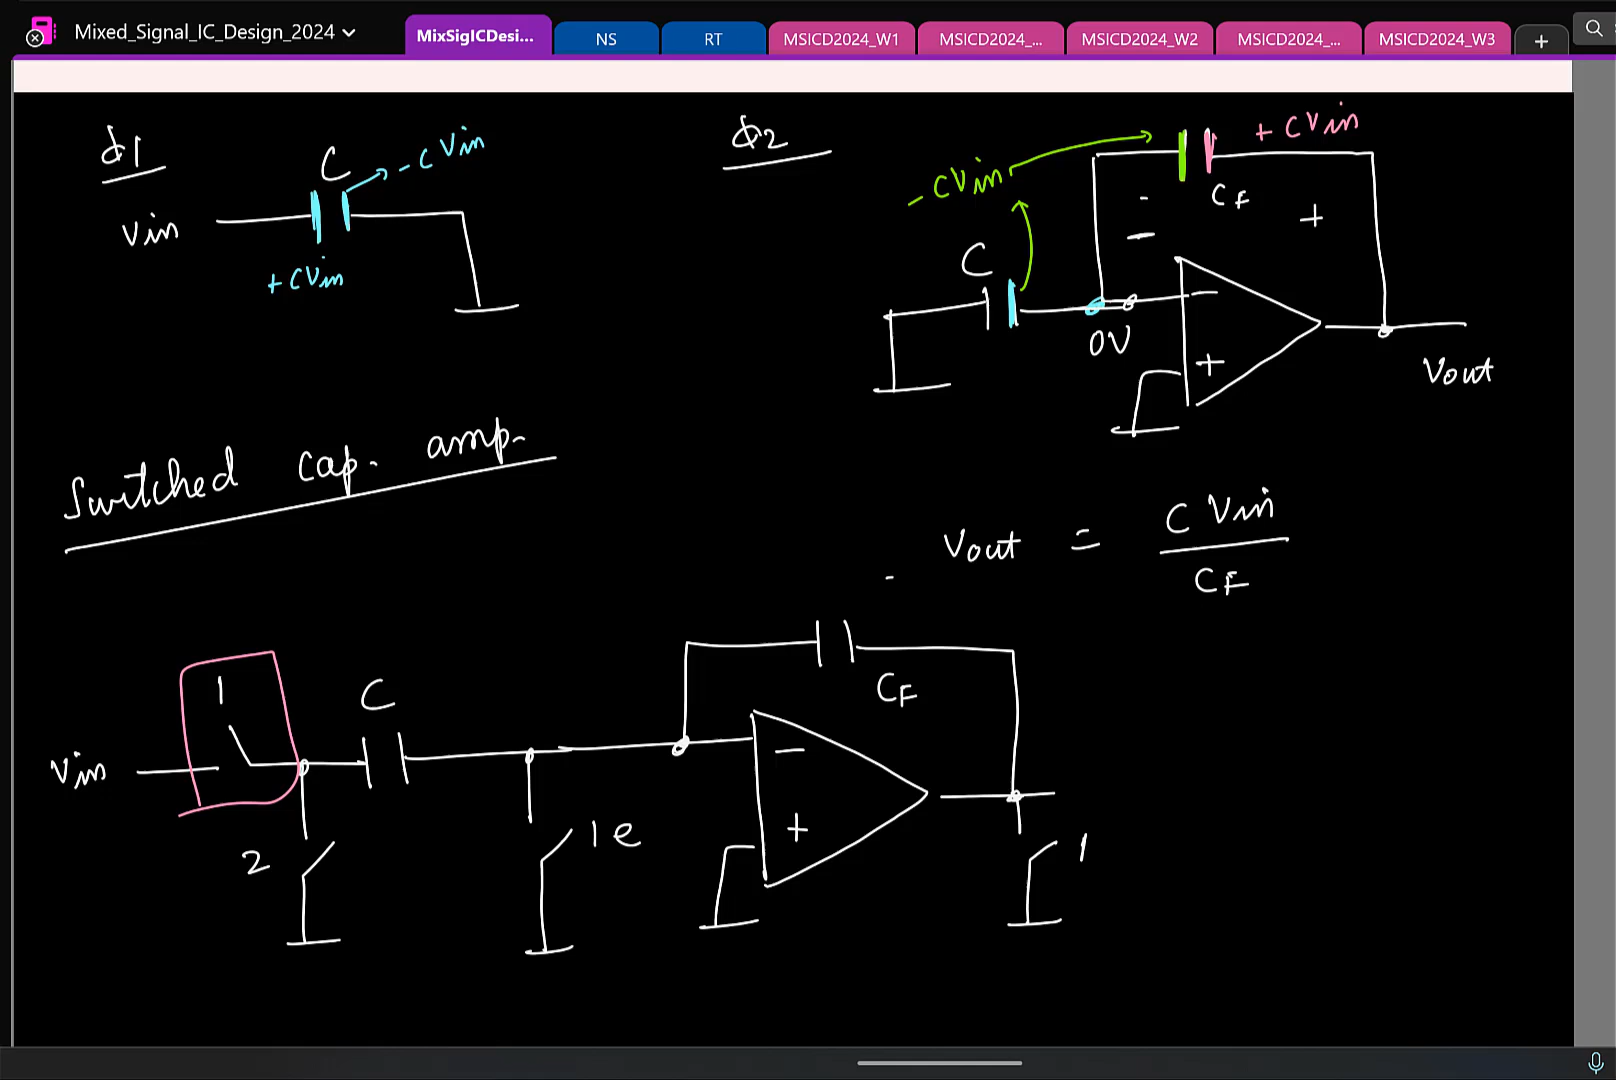 Mixed_Signal_IC_Design_2024
MixSigICDesi...
NS
RT
MSICD2024_W1
MSICD2024_...
MSICD2024_W2
MSICD2024_...
MSICD2024_W3
+
ϕ1
C
-CVin
Vin
+CVin
ϕ2
-CVin
+CVin
CF
-
+
-
C
0V
-
+
Vout
Switched cap. amp.
Vout = C Vin
CF
1
C
CF
Vin
-
+
2
1e
1